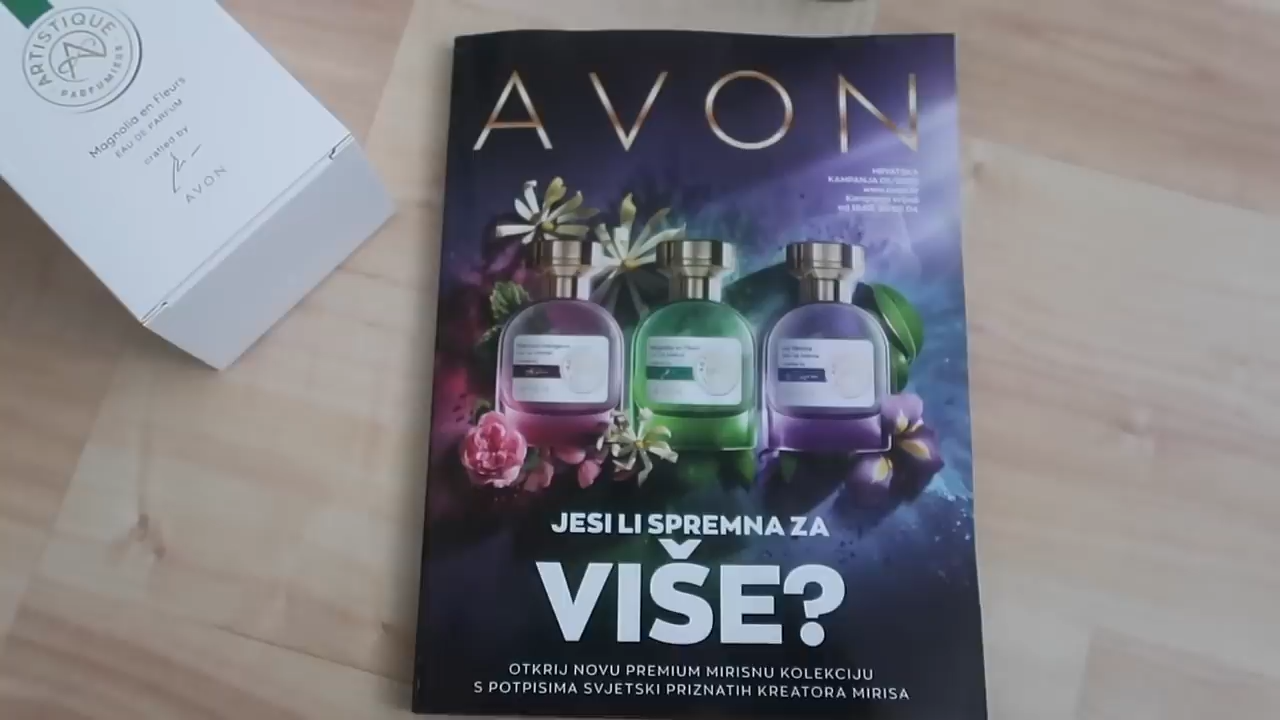 ARTISTIQUE
PARFUMIERS
Magnolia en Fleurs
EAU DE PARFUM
crafted by
AVON
AVON
HRVATSKA
KAMPANJA
JESI LI SPREMNA ZA
VIŠE?
OTKRIJ NOVU PREMIUM MIRISNU KOLEKCIJU
S POTPISIMA SVJETSKI PRIZNATIH KREATORA MIRISA